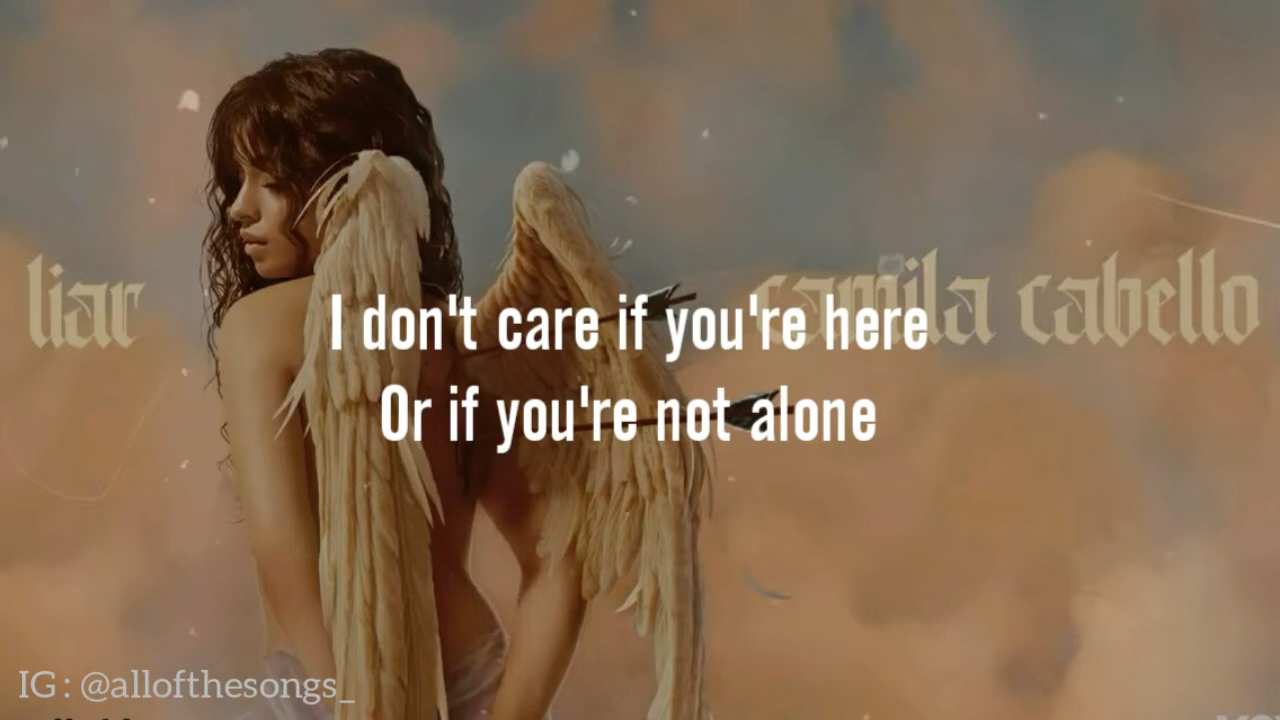 liar
camila cabello
I don't care if you're here
Or if you're not alone
IG : @allofthesongs_